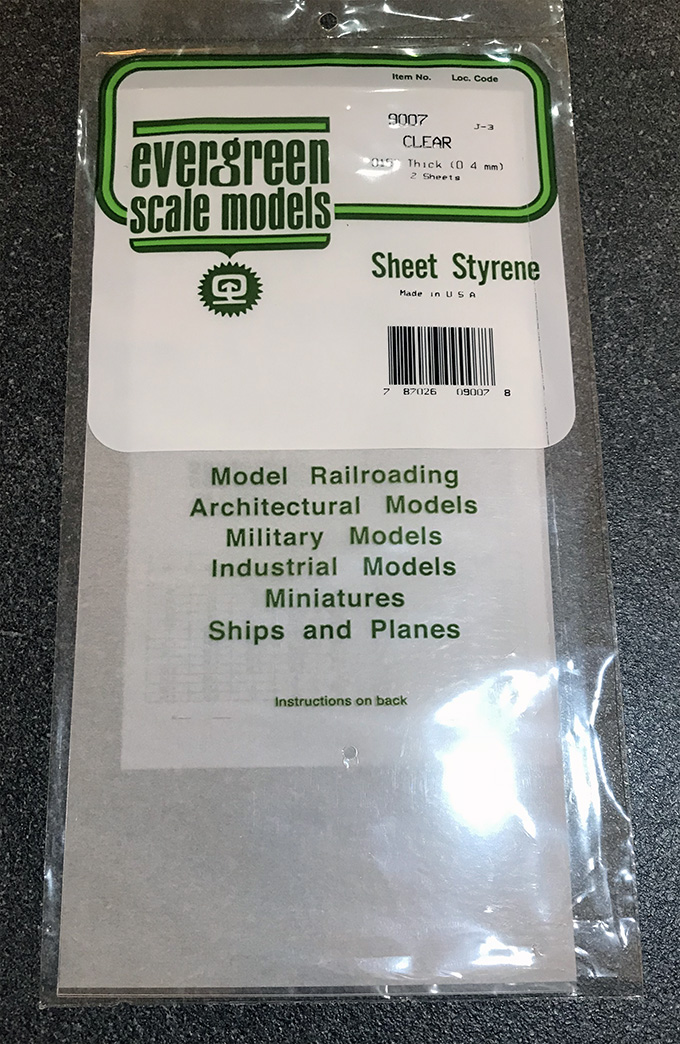 Item No. Loc. Code
9007 J-3
CLEAR
Thick (0.4 mm)
2 Sheets
evergreen
scale models
Sheet Styrene
Made in U S A
7 87026 09007 8
Model Railroading
Architectural Models
Military Models
Industrial Models
Miniatures
Ships and Planes
Instructions on back